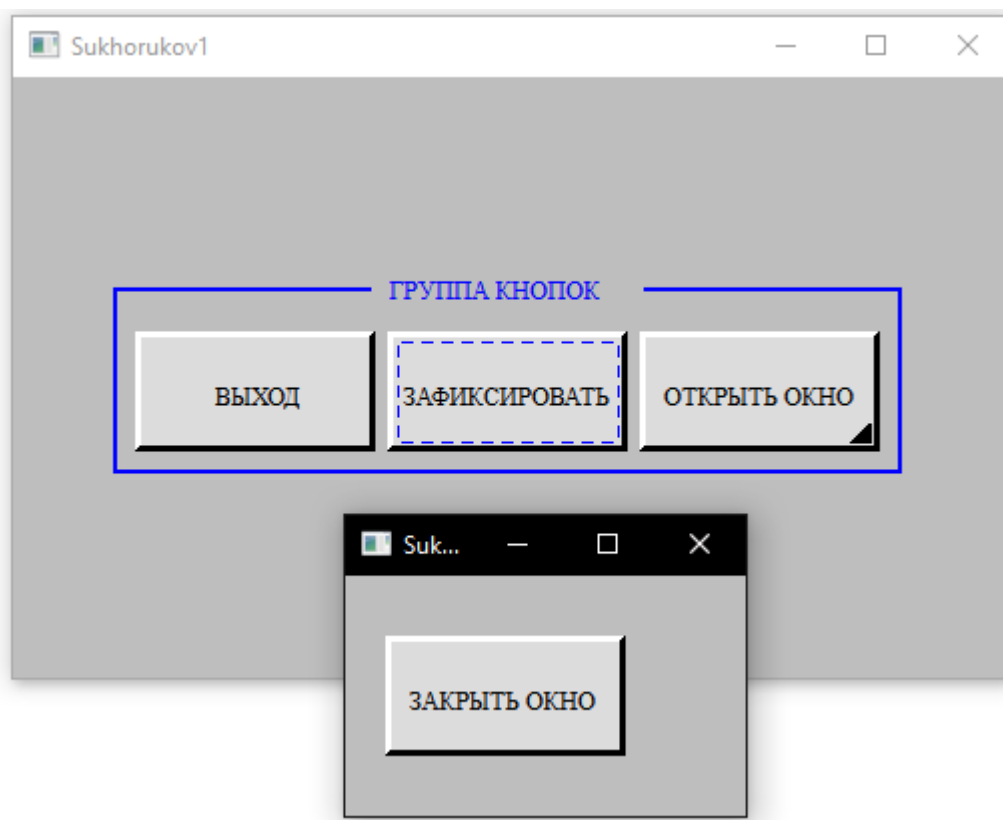 Sukhorukov1
ГРУППА КНОПОК
ВЫХОД
ЗАФИКСИРОВАТЬ
ОТКРЫТЬ ОКНО
Suk...
ЗАКРЫТЬ ОКНО